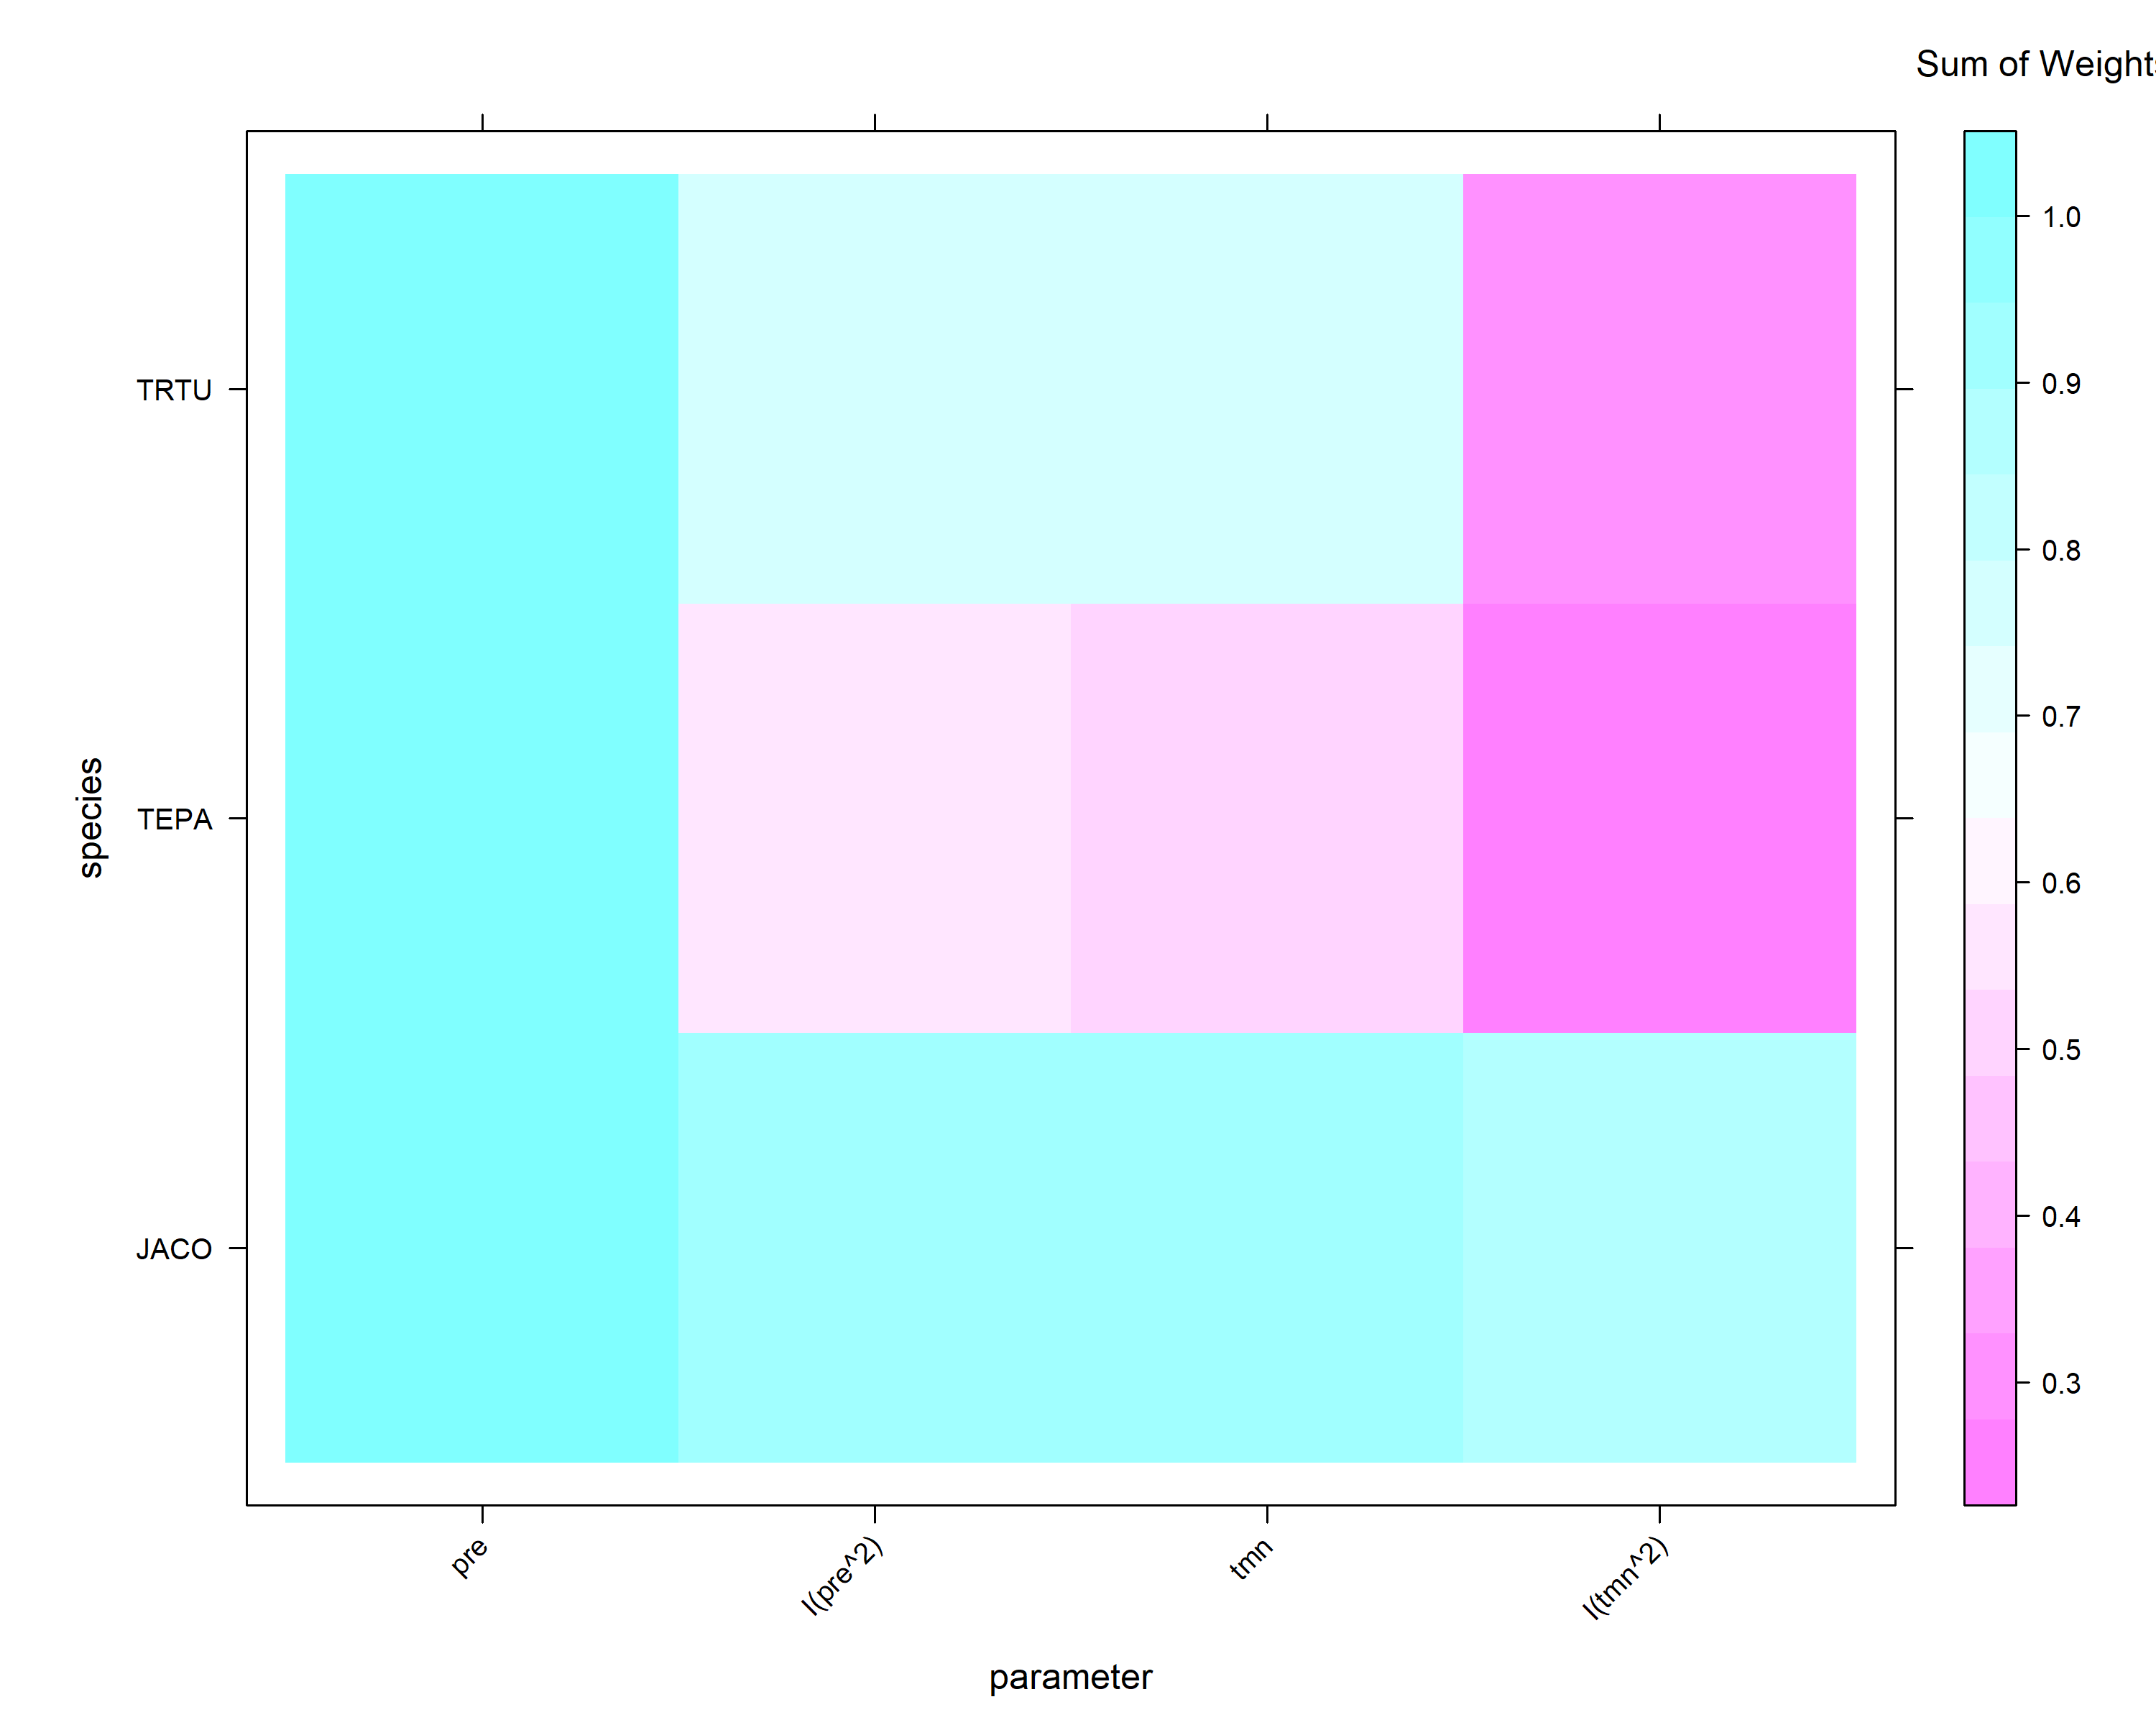 Sum of Weight
TRTU
TEPA
JACO
species
1.0
0.9
0.8
0.7
0.6
0.5
0.4
0.3
pre
I(pre^2)
tmn
I(tmn^2)
parameter